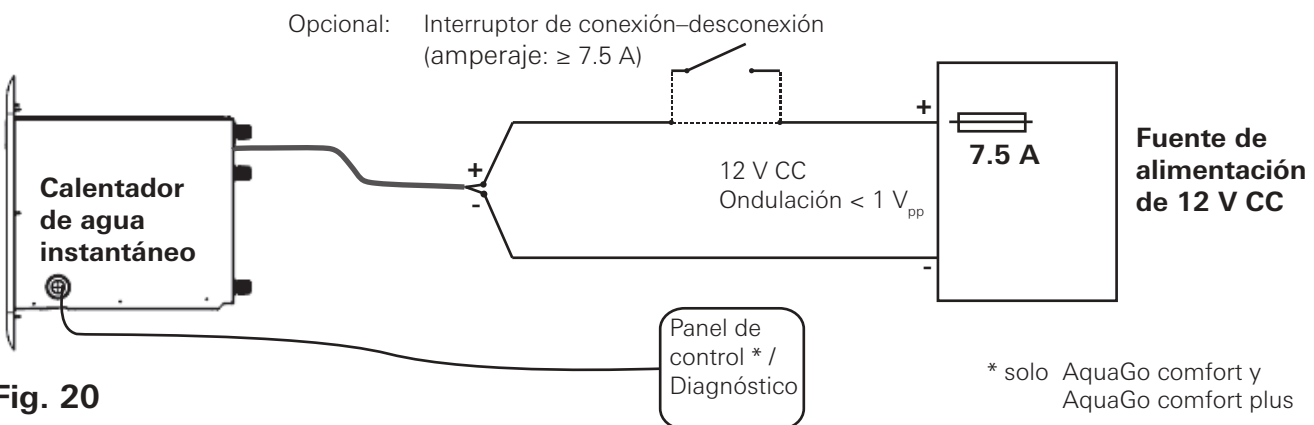 Opcional: Interruptor de conexión–desconexión
(amperaje: ≥ 7.5 A)
+
7.5 A
Fuente de
alimentación
de 12 V CC
Calentador
de agua
instantáneo
+
-
12 V CC
Ondulación < 1 Vpp
-
Panel de
control * /
Diagnóstico
* solo AquaGo comfort y
AquaGo comfort plus
Fig. 20